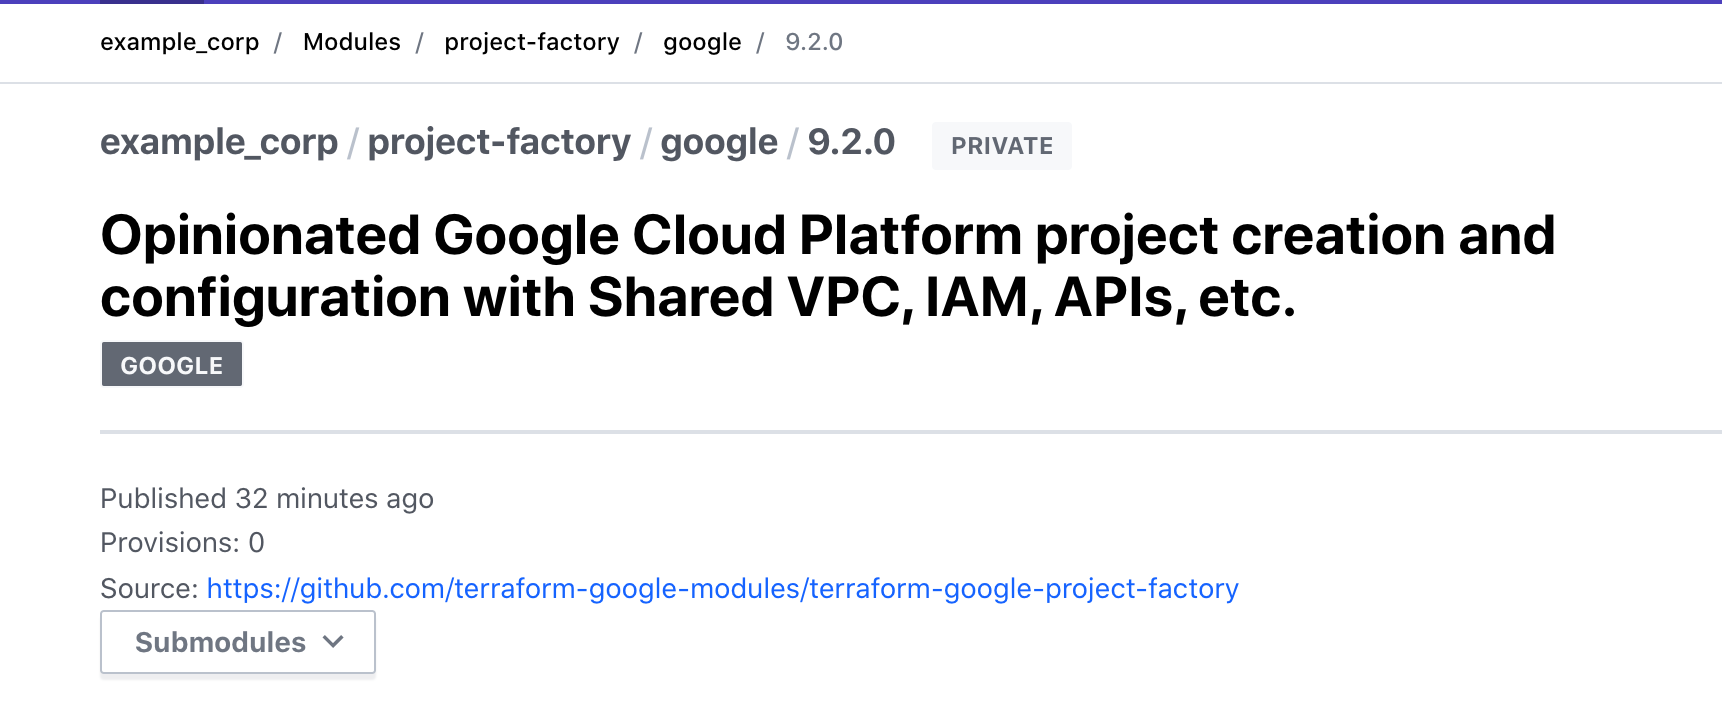 example_corp / Modules / project-factory / google / 9.2.0
example_corp / project-factory / google / 9.2.0 PRIVATE
Opinionated Google Cloud Platform project creation and
configuration with Shared VPC, IAM, APIs, etc.
GOOGLE
Published 32 minutes ago
Provisions: 0
Source: https://github.com/terraform-google-modules/terraform-google-project-factory
Submodules